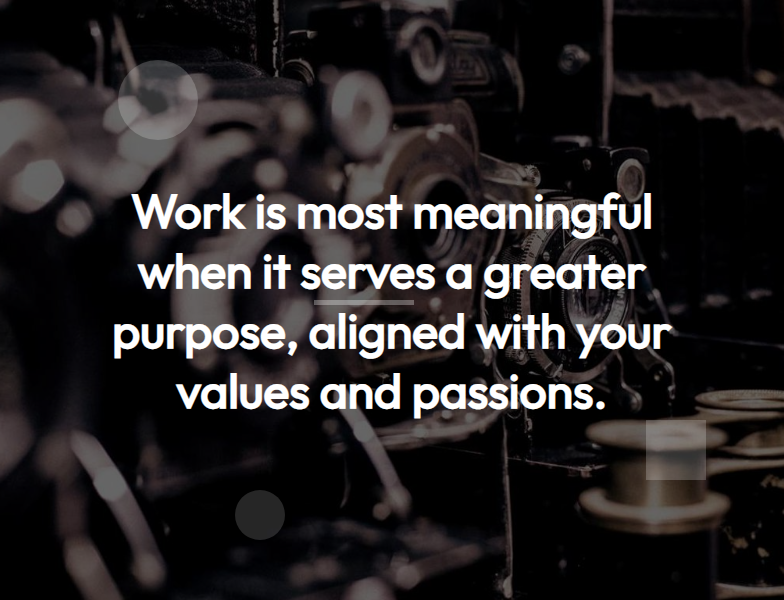 Work is most meaningful
when it serves a greater
purpose, aligned with your
values and passions.